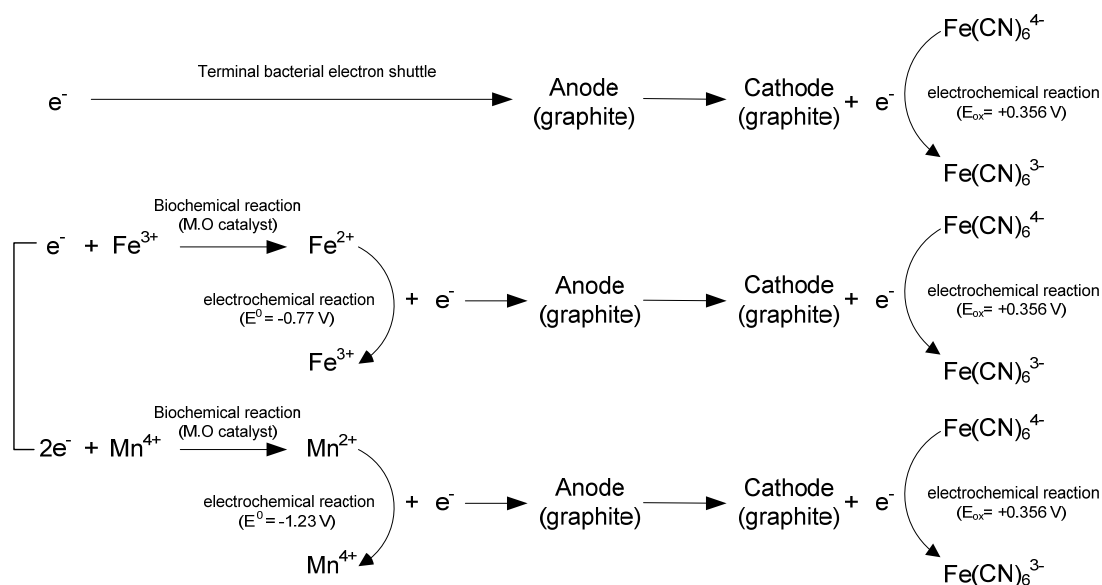 Fe(CN)₆⁴⁻
Terminal bacterial electron shuttle
e⁻ Anode (graphite) Cathode (graphite) + e⁻
electrochemical reaction
(Eₒₓ= +0.356 V)
Fe(CN)₆³⁻
Biochemical reaction
(M.O catalyst)
Fe(CN)₆⁴⁻
e⁻ + Fe³⁺ Fe²⁺
electrochemical reaction
(E⁰ = -0.77 V)
+ e⁻ Anode (graphite) Cathode (graphite) + e⁻
electrochemical reaction
(Eₒₓ= +0.356 V)
Fe³⁺
Fe(CN)₆³⁻
Biochemical reaction
(M.O catalyst)
Fe(CN)₆⁴⁻
2e⁻ + Mn⁴⁺ Mn²⁺
electrochemical reaction
(E⁰ = -1.23 V)
+ e⁻ Anode (graphite) Cathode (graphite) + e⁻
electrochemical reaction
(Eₒₓ= +0.356 V)
Mn⁴⁺
Fe(CN)₆³⁻